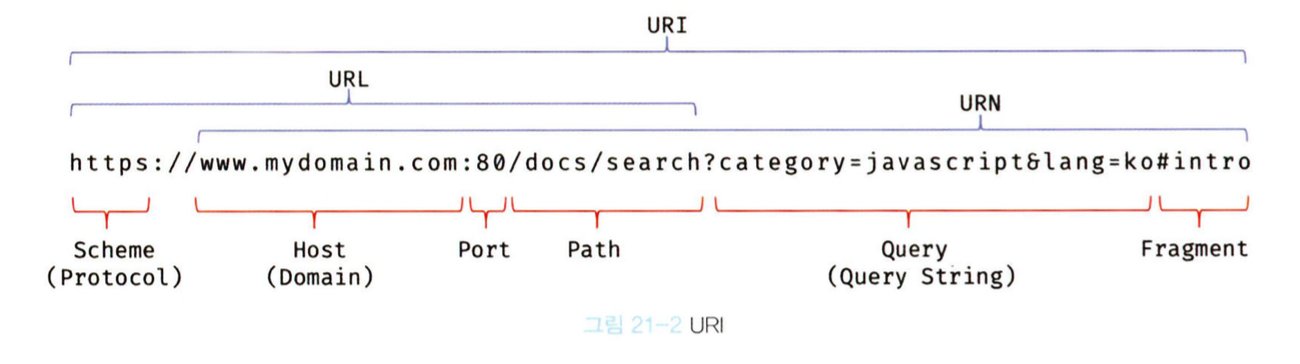 URI
URL
URN
https://www.mydomain.com:80/docs/search?category=javascript&lang=ko#intro
Scheme Host Port Path Query Fragment
(Protocol) (Domain) (Query String)
그림 21-2 URI